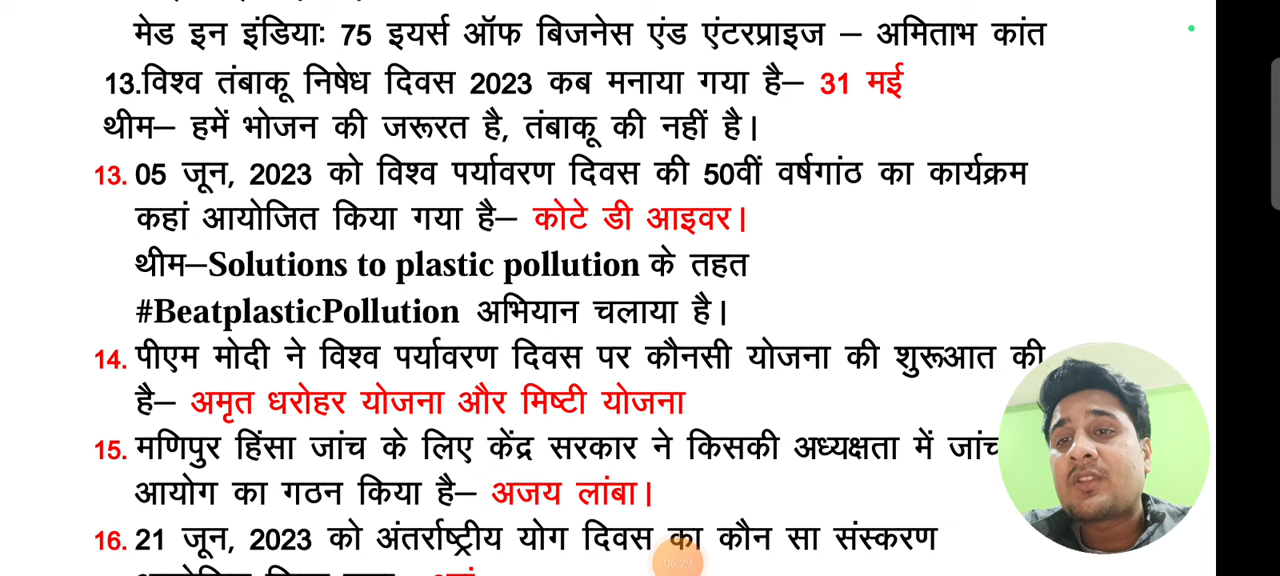 मेड इन इंडियाः 75 इयर्स ऑफ बिजनेस एंड एंटरप्राइज – अमिताभ कांत
13.विश्व तंबाकू निषेध दिवस 2023 कब मनाया गया है– 31 मई
थीम– हमें भोजन की जरूरत है, तंबाकू की नहीं है।
13. 05 जून, 2023 को विश्व पर्यावरण दिवस की 50वीं वर्षगांठ का कार्यक्रम
कहां आयोजित किया गया है– कोटे डी आइवर।
थीम–Solutions to plastic pollution के तहत
#BeatplasticPollution अभियान चलाया है।
14. पीएम मोदी ने विश्व पर्यावरण दिवस पर कौनसी योजना की शुरूआत की
है– अमृत धरोहर योजना और मिष्टी योजना
15. मणिपुर हिंसा जांच के लिए केंद्र सरकार ने किसकी अध्यक्षता में जांच
आयोग का गठन किया है– अजय लांबा।
16. 21 जून, 2023 को अंतर्राष्ट्रीय योग दिवस का कौन सा संस्करण
06:39